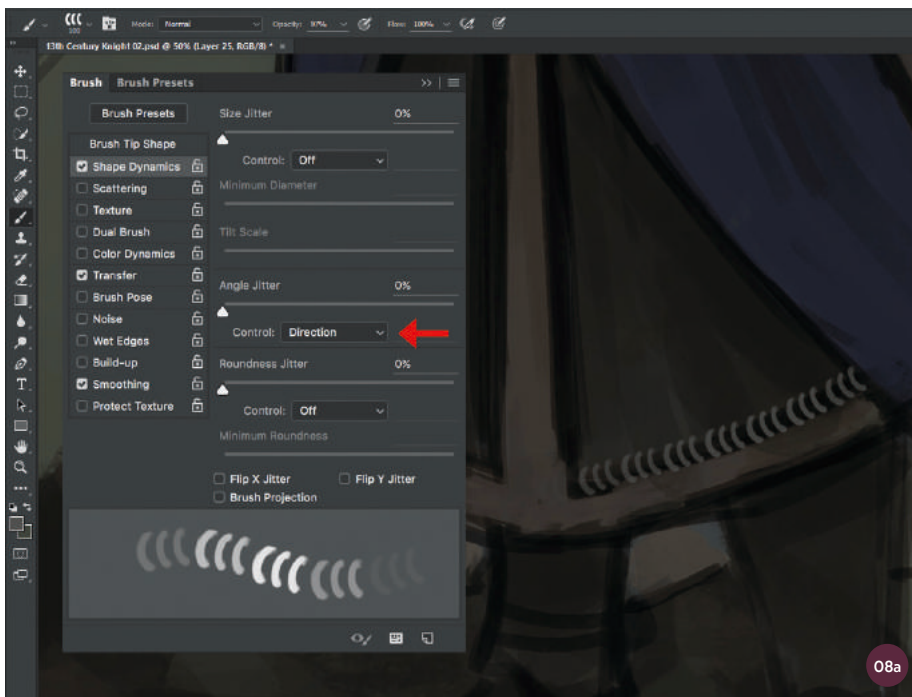 Mode: Normal Opacity: Flow: 100%
100
13th Century Knight 02.psd @ 50% (Layer 25, RGB/8) *
Brush Brush Presets
Brush Presets
Size Jitter 0%
Brush Tip Shape
Control: Off
Shape Dynamics
Minimum Diameter
Scattering
Texture
Dual Brush
Tilt Scale
Color Dynamics
Transfer
Angle Jitter 0%
Brush Pose
Noise
Control: Direction
Wet Edges
Build-up
Roundness Jitter 0%
Smoothing
Protect Texture
Control: Off
Minimum Roundness
Flip X Jitter Flip Y Jitter
Brush Projection
08a